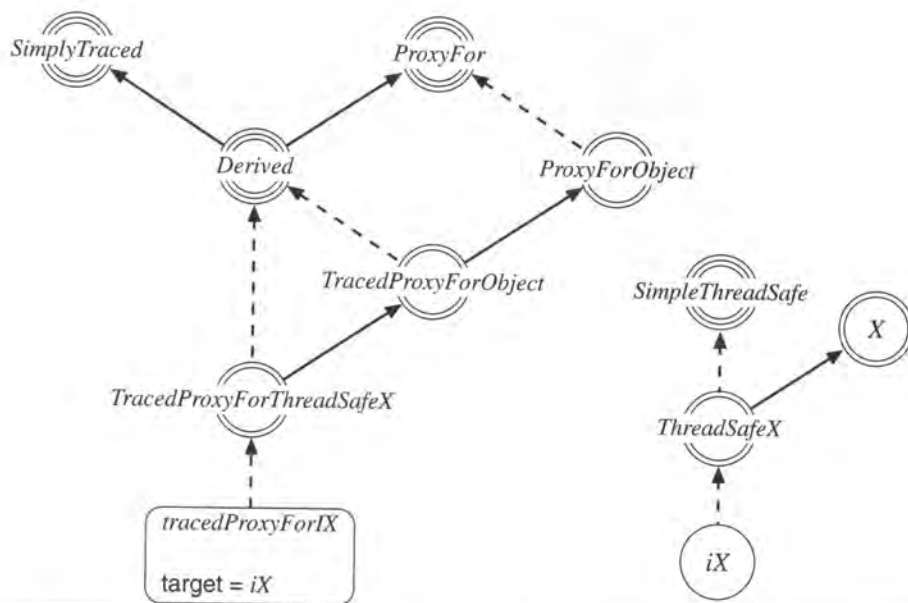 SimplyTraced
ProxyFor
Derived
ProxyForObject
TracedProxyForObject
SimpleThreadSafe
X
TracedProxyForThreadSafeX
ThreadSafeX
tracedProxyForIX
target = iX
iX